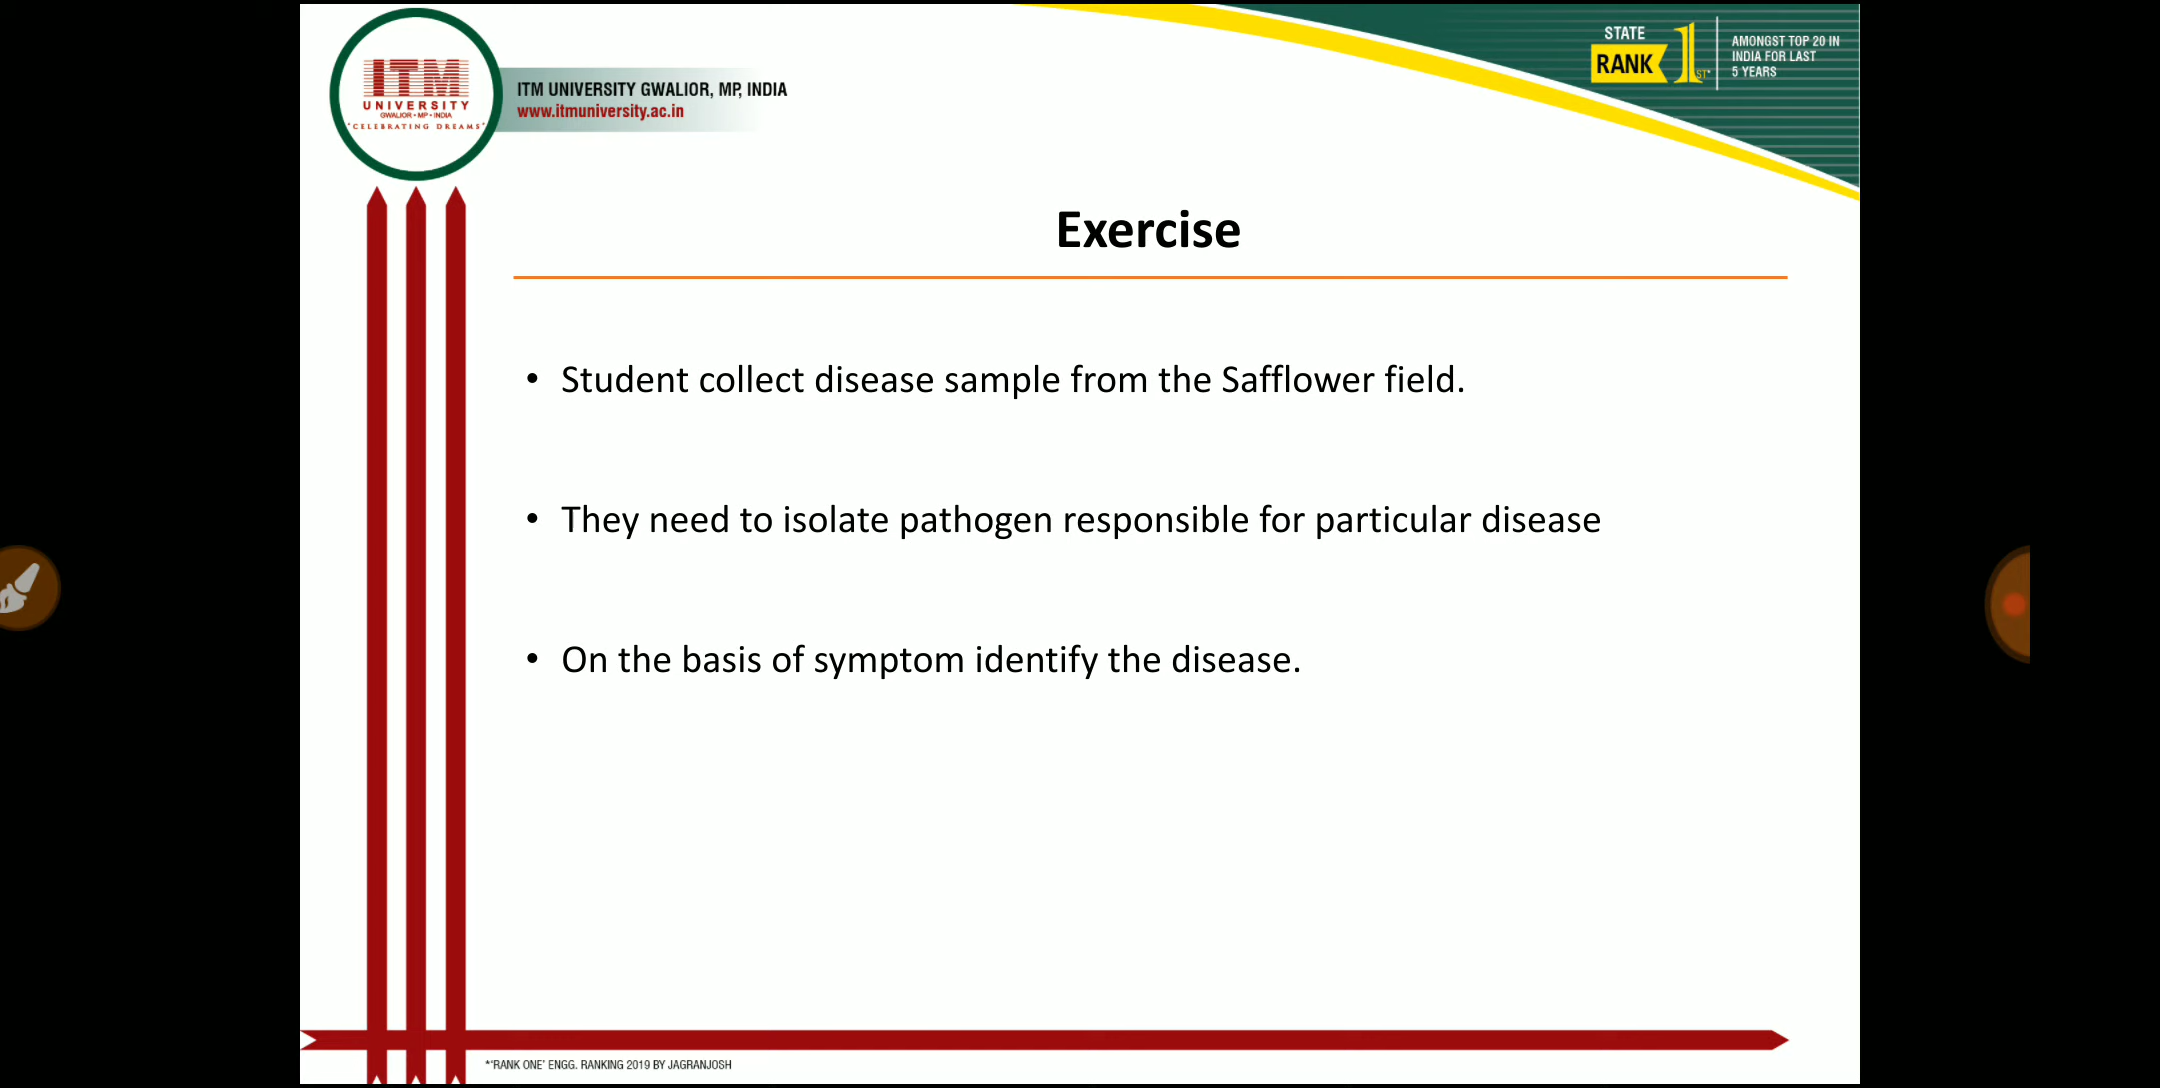 ITM
UNIVERSITY
GWALIOR • MP • INDIA
"CELEBRATING DREAMS"
ITM UNIVERSITY GWALIOR, MP, INDIA
www.itmuniversity.ac.in
STATE
RANK 1ST*
AMONGST TOP 20 IN
INDIA FOR LAST
5 YEARS
Exercise
• Student collect disease sample from the Safflower field.
• They need to isolate pathogen responsible for particular disease
• On the basis of symptom identify the disease.
*'RANK ONE' ENGG. RANKING 2019 BY JAGRANJOSH